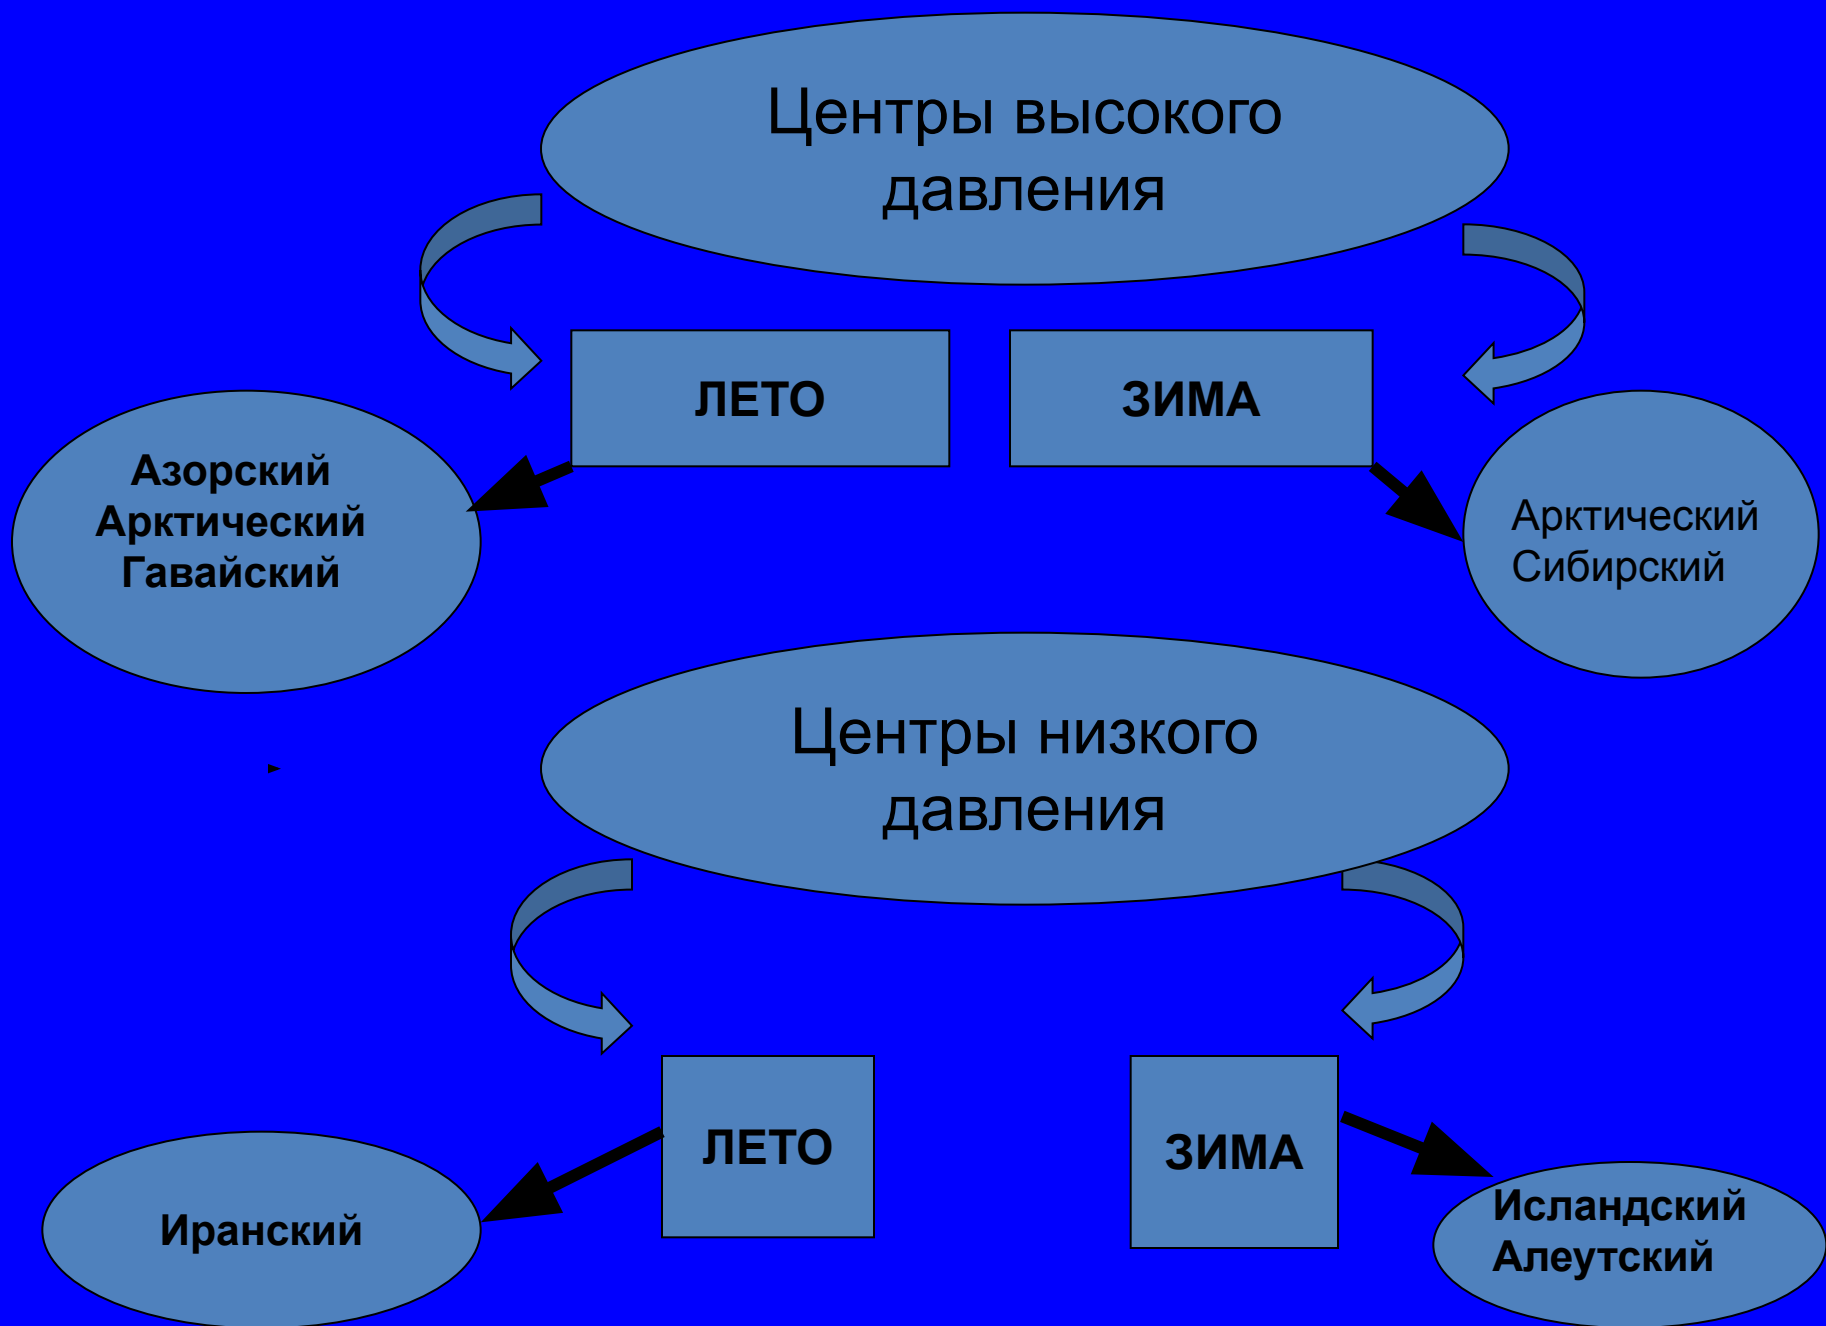 Центры высокого
давления
ЛЕТО
ЗИМА
Азорский
Арктический
Гавайский
Арктический
Сибирский
Центры низкого
давления
ЛЕТО
ЗИМА
Иранский
Исландский
Алеутский